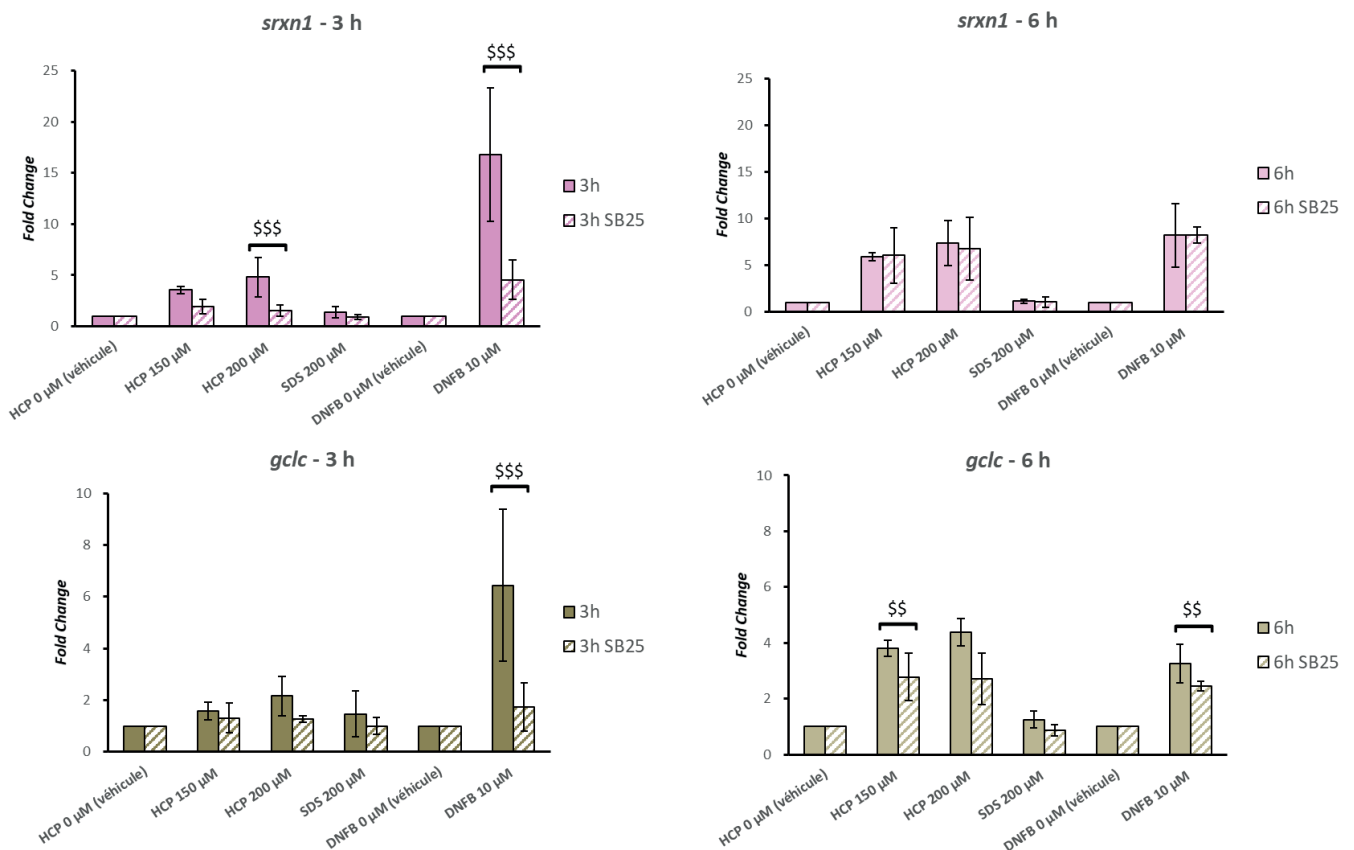 srxn1 - 3 h
$$$
$$$
25
20
15
10
5
0
Fold Change
3h
3h SB25
HCP 0 µM (véhicule)
HCP 150 µM
HCP 200 µM
SDS 200 µM
DNFB 0 µM (véhicule)
DNFB 10 µM
srxn1 - 6 h
25
20
15
10
5
0
Fold Change
6h
6h SB25
HCP 0 µM (véhicule)
HCP 150 µM
HCP 200 µM
SDS 200 µM
DNFB 0 µM (véhicule)
DNFB 10 µM
gclc - 3 h
$$$
10
8
6
4
2
0
Fold Change
3h
3h SB25
HCP 0 µM (véhicule)
HCP 150 µM
HCP 200 µM
SDS 200 µM
DNFB 0 µM (véhicule)
DNFB 10 µM
gclc - 6 h
$$
$$
10
8
6
4
2
0
Fold Change
6h
6h SB25
HCP 0 µM (véhicule)
HCP 150 µM
HCP 200 µM
SDS 200 µM
DNFB 0 µM (véhicule)
DNFB 10 µM